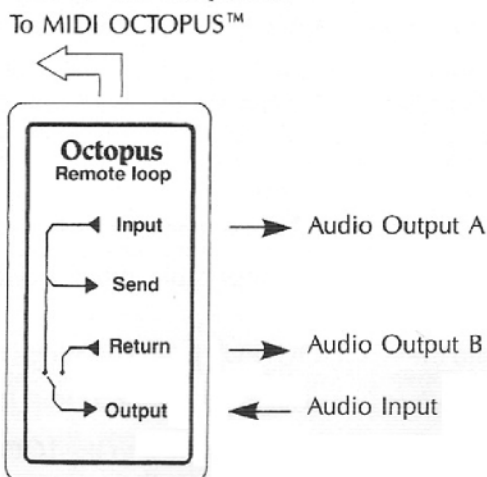 To MIDI OCTOPUS™
Octopus
Remote loop
Input
Audio Output A
Send
Return
Audio Output B
Output
Audio Input